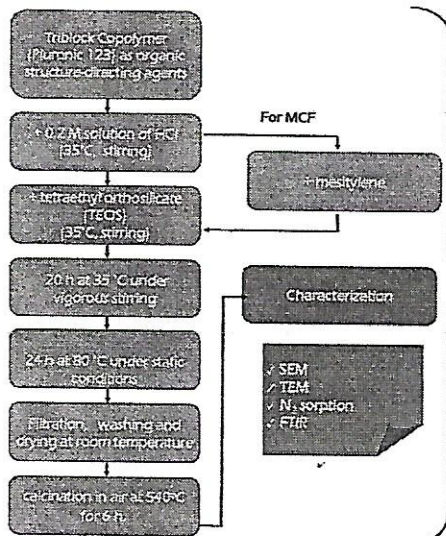 Triblock Copolymer
(Pluronic 123) as organic
structure-directing agents
+ 0.2 M solution of HCl
(35°C, stirring)
For MCF
+ mesitylene
+ tetraethyl orthosilicate
(TEOS)
(35°C, stirring)
20 h at 35 °C under
vigorous stirring
24 h at 80 °C under static
conditions
Filtration, washing and
drying at room temperature
calcination in air at 540°C
for 6 h.
Characterization
✓ SEM
✓ TEM
✓ N₂ sorption
✓ FTIR
✓